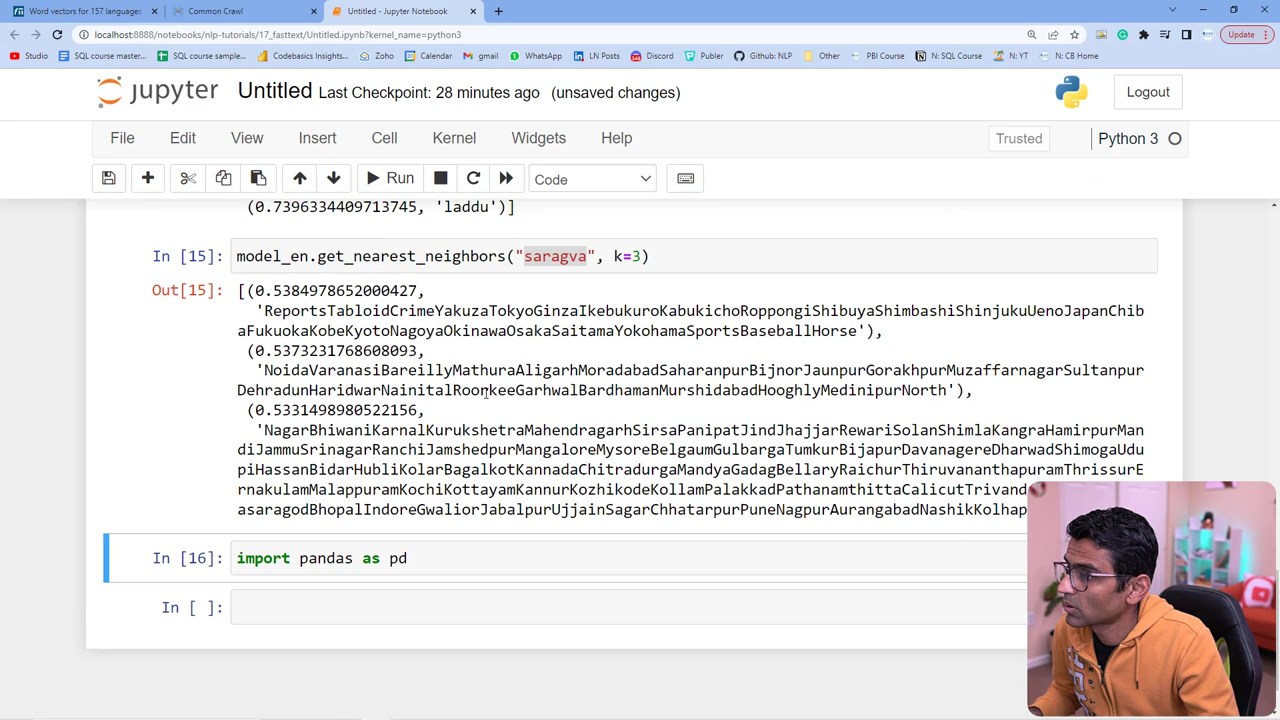 Word vectors for 157 languages
Common Crawl
Untitled - Jupyter Notebook
localhost:8888/notebooks/nlp-tutorials/17_fasttext/Untitled.ipynb?kernel_name=python3
Update
Studio
SQL course master...
SQL course sample...
Codebasics Insights...
Zoho
Calendar
gmail
WhatsApp
LN Posts
Discord
Publer
Github: NLP
Other
PBI Course
N: SQL Course
N: YT
N: CB Home
jupyter Untitled Last Checkpoint: 28 minutes ago (unsaved changes)
Logout
File Edit View Insert Cell Kernel Widgets Help
Trusted
Python 3
Run
Code
(0.7396334409713745, 'laddu')]
In [15]: model_en.get_nearest_neighbors("saragva", k=3)
Out[15]: [(0.5384978652000427,
'ReportsTabloidCrimeYakuzaTokyoGinzaIkebukuroKabukichoRoppongiShibuyaShimbashiShinjukuUenoJapanChib
aFukuokaKobeKyotoNagoyaOkinawaOsakaSaitamaYokohamaSportsBaseballHorse'),
(0.5373231768608093,
'NoidaVaranasiBareillyMathuraAligarhMoradabadSaharanpurBijnorJaunpurGorakhpurMuzaffarnagarSultanpur
DehradunHaridwarNainitalRoorkeeGarhwalBardhamanMurshidabadHooghlyMedinipurNorth'),
(0.5331498980522156,
'NagarBhiwaniKarnalKurukshetraMahendragarhSirsaPanipatJindJhajjarRewariSolanShimlaKangraHamirpurMan
diJammuSrinagarRanchiJamshedpurMangaloreMysoreBelgaumGulbargaTumkurBijapurDavanagereDharwadShimogaUdu
piHassanBidarHubliKolarBagalkotKannadaChitradurgaMandyaGadagBellaryRaichurThiruvananthapuramThrissurE
rnakulamMalappuramKochiKottayamKannurKozhikodeKollamPalakkadPathanamthittaCalicutTrivand
asaragodBhopalIndoreGwaliorJabalpurUjjainSagarChhatarpurPuneNagpurAurangabadNashikKolhap
In [16]: import pandas as pd
In [ ]: